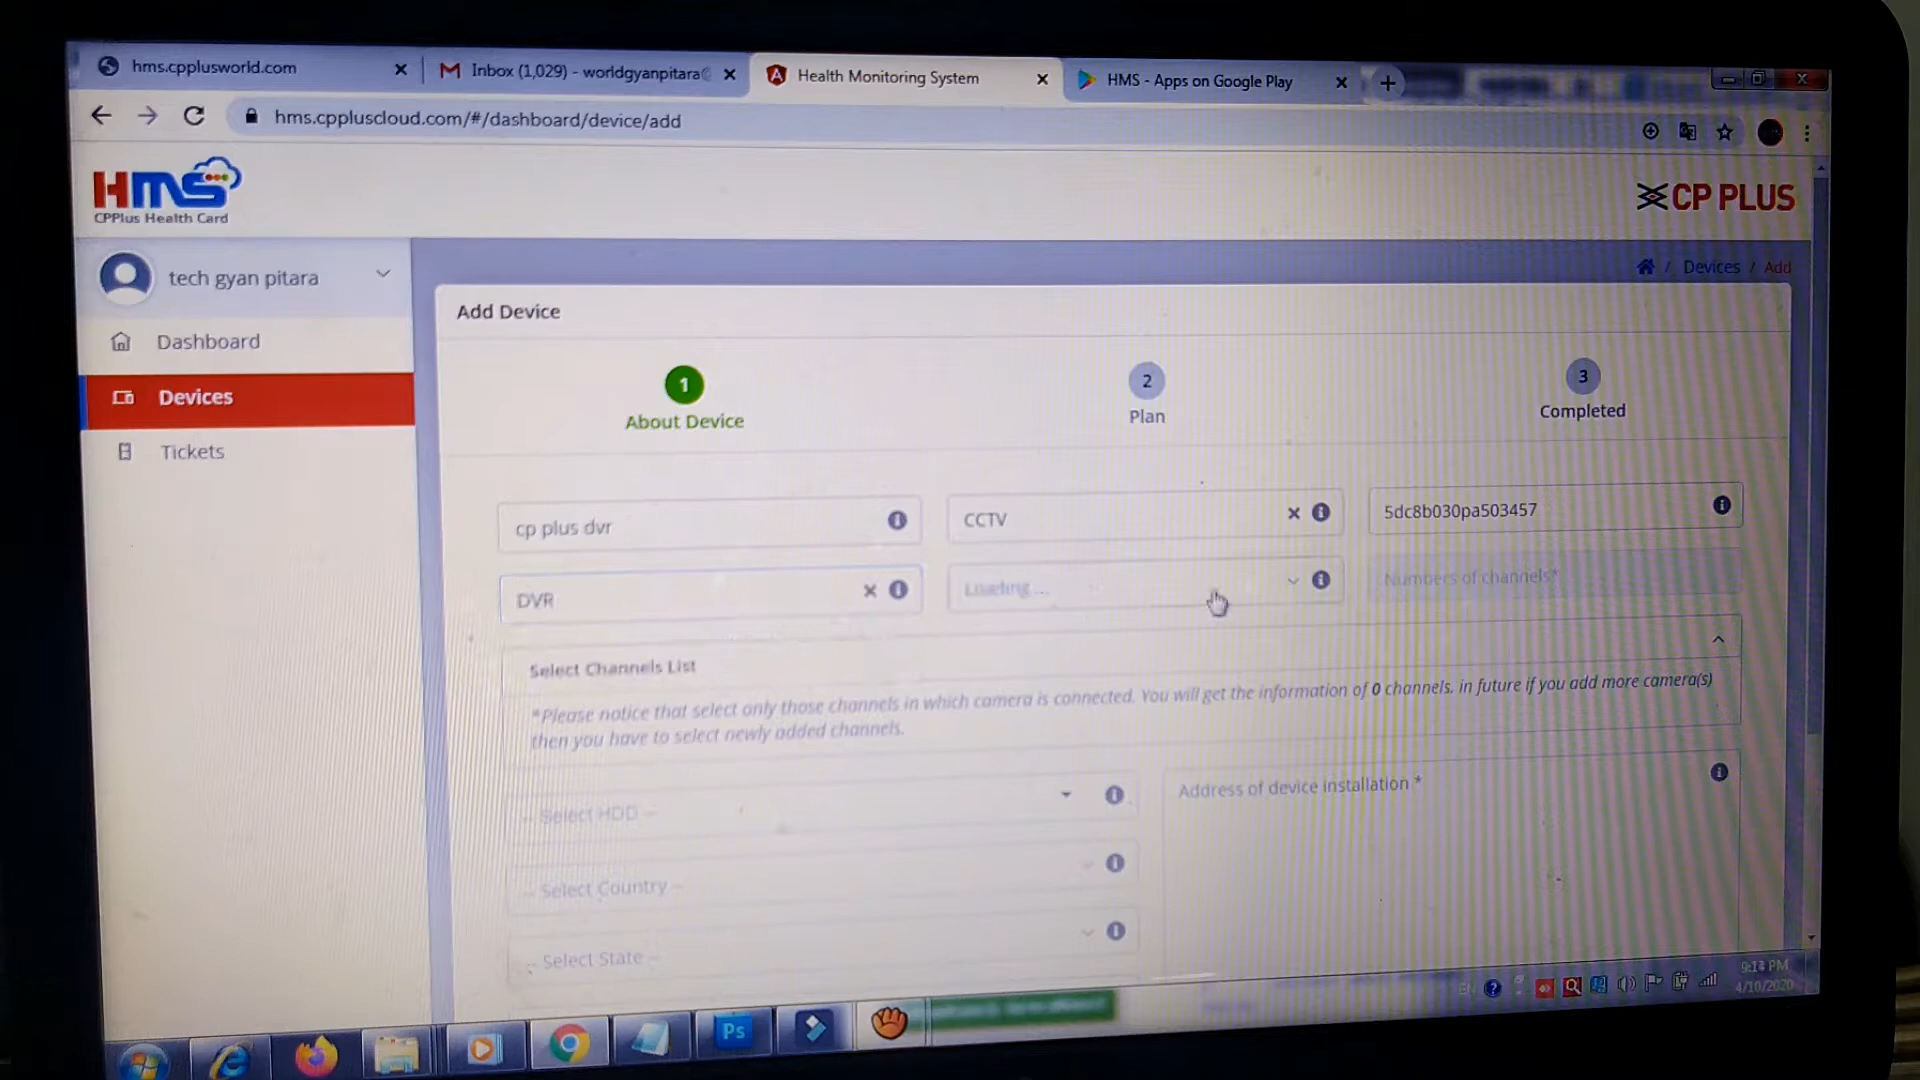 hms.cpplusworld.com
Inbox (1,029) - worldgyanpitara@
Health Monitoring System
HMS - Apps on Google Play
hms.cppluscloud.com/#/dashboard/device/add
HMS
CPPlus Health Card
CP PLUS
tech gyan pitara
/ Devices / Add
Dashboard
Devices
Tickets
Add Device
1
About Device
2
Plan
3
Completed
cp plus dvr
CCTV
5dc8b030pa503457
DVR
Loading ...
Numbers of channels*
Select Channels List
*Please notice that select only those channels in which camera is connected. You will get the information of 0 channels. in future if you add more camera(s)
then you have to select newly added channels.
-- Select HDD --
Address of device installation *
-- Select Country --
-- Select State --
EN
9:13 PM
4/10/2020
Ps